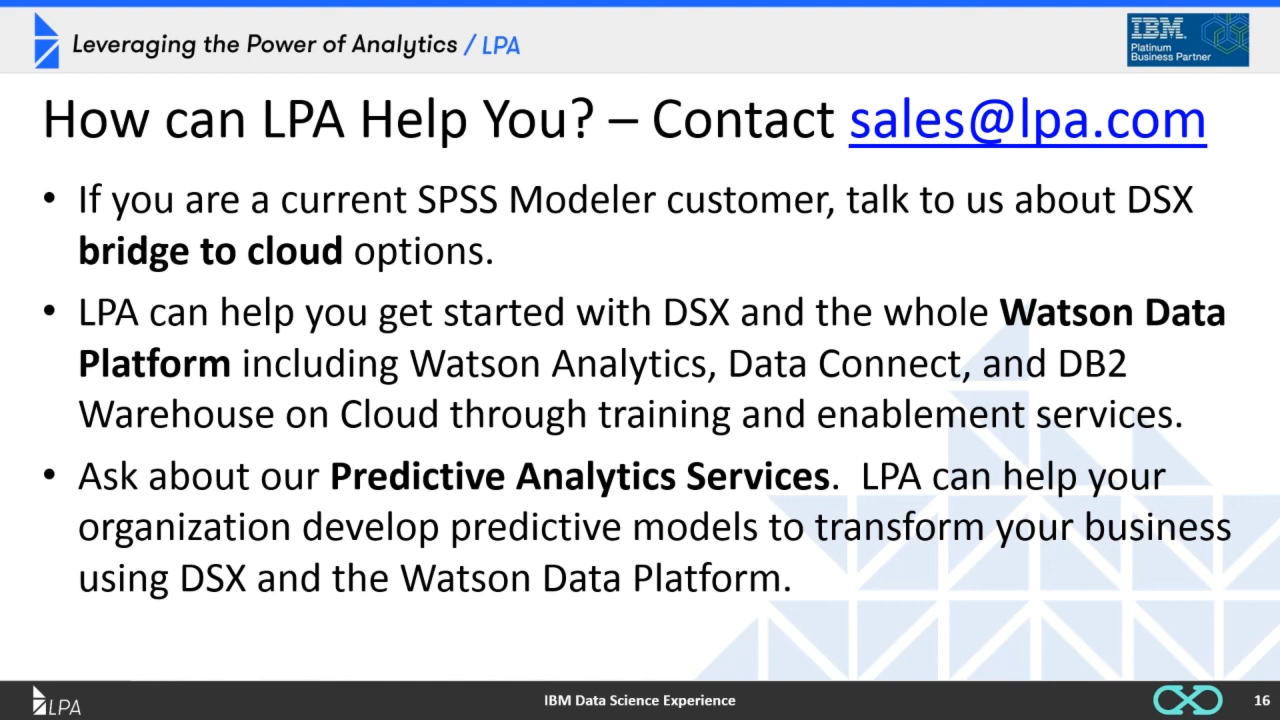 Leveraging the Power of Analytics / LPA
IBM
Platinum
Business Partner
How can LPA Help You? – Contact sales@lpa.com
• If you are a current SPSS Modeler customer, talk to us about DSX
bridge to cloud options.
• LPA can help you get started with DSX and the whole Watson Data
Platform including Watson Analytics, Data Connect, and DB2
Warehouse on Cloud through training and enablement services.
• Ask about our Predictive Analytics Services.  LPA can help your
organization develop predictive models to transform your business
using DSX and the Watson Data Platform.
LPA
IBM Data Science Experience
16